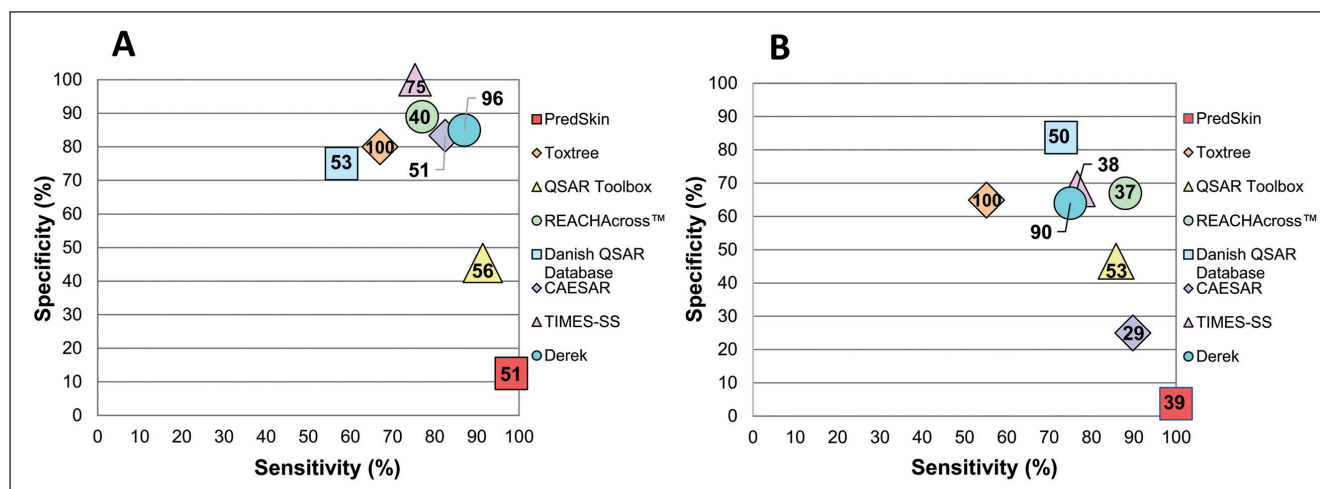 A
100
90
80
70
60
50
40
30
20
10
0
Specificity (%)
75
96
40
100
51
53
56
51
0 10 20 30 40 50 60 70 80 90 100
Sensitivity (%)
PredSkin
Toxtree
QSAR Toolbox
REACHAcross™
Danish QSAR
Database
CAESAR
TIMES-SS
Derek
B
100
90
80
70
60
50
40
30
20
10
0
Specificity (%)
50
38
100
37
90
53
29
39
0 10 20 30 40 50 60 70 80 90 100
Sensitivity (%)
PredSkin
Toxtree
QSAR Toolbox
REACHAcross™
Danish QSAR
Database
CAESAR
TIMES-SS
Derek